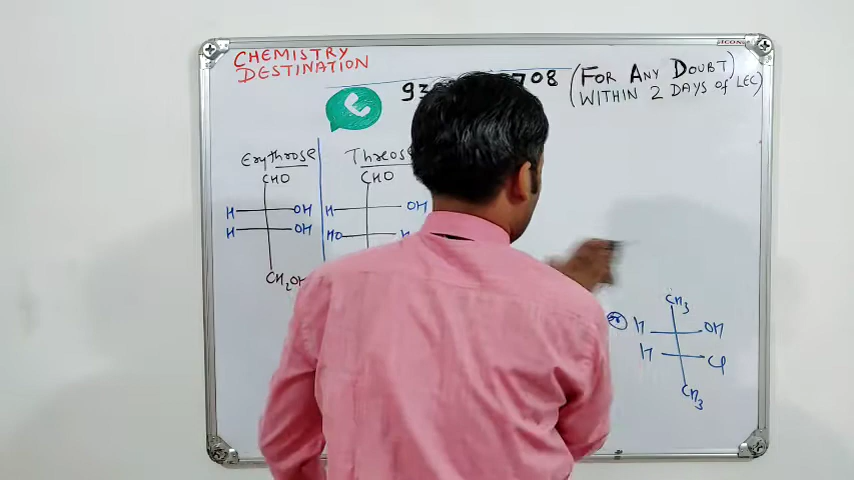 CHEMISTRY
DESTINATION
708
(FOR ANY DOUBT)
WITHIN 2 DAYS of LEC)
Erythrose
CHO
H OH
H OH
CH2OH
Threose
CHO
H OH
HO H
CH3
H OH
H Cl
CH3